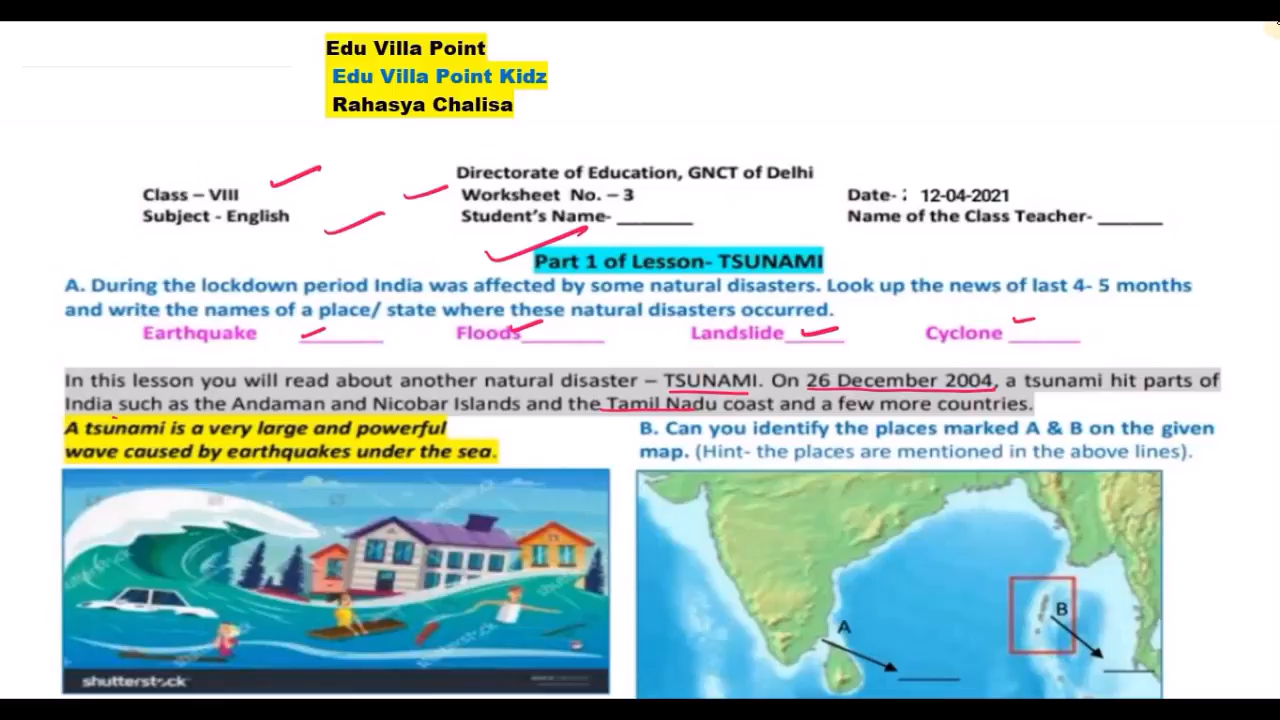 Edu Villa Point
Edu Villa Point Kidz
Rahasya Chalisa
Directorate of Education, GNCT of Delhi
Class – VIII Worksheet No. – 3 Date- : 12-04-2021
Subject - English Student's Name- _______ Name of the Class Teacher- ______
Part 1 of Lesson- TSUNAMI
A. During the lockdown period India was affected by some natural disasters. Look up the news of last 4- 5 months
and write the names of a place/ state where these natural disasters occurred.
Earthquake ________ Floods________ Landslide______ Cyclone _______
In this lesson you will read about another natural disaster – TSUNAMI. On 26 December 2004, a tsunami hit parts of
India such as the Andaman and Nicobar Islands and the Tamil Nadu coast and a few more countries.
A tsunami is a very large and powerful
wave caused by earthquakes under the sea.
B. Can you identify the places marked A & B on the given
map. (Hint- the places are mentioned in the above lines).
A
B
shutterstock